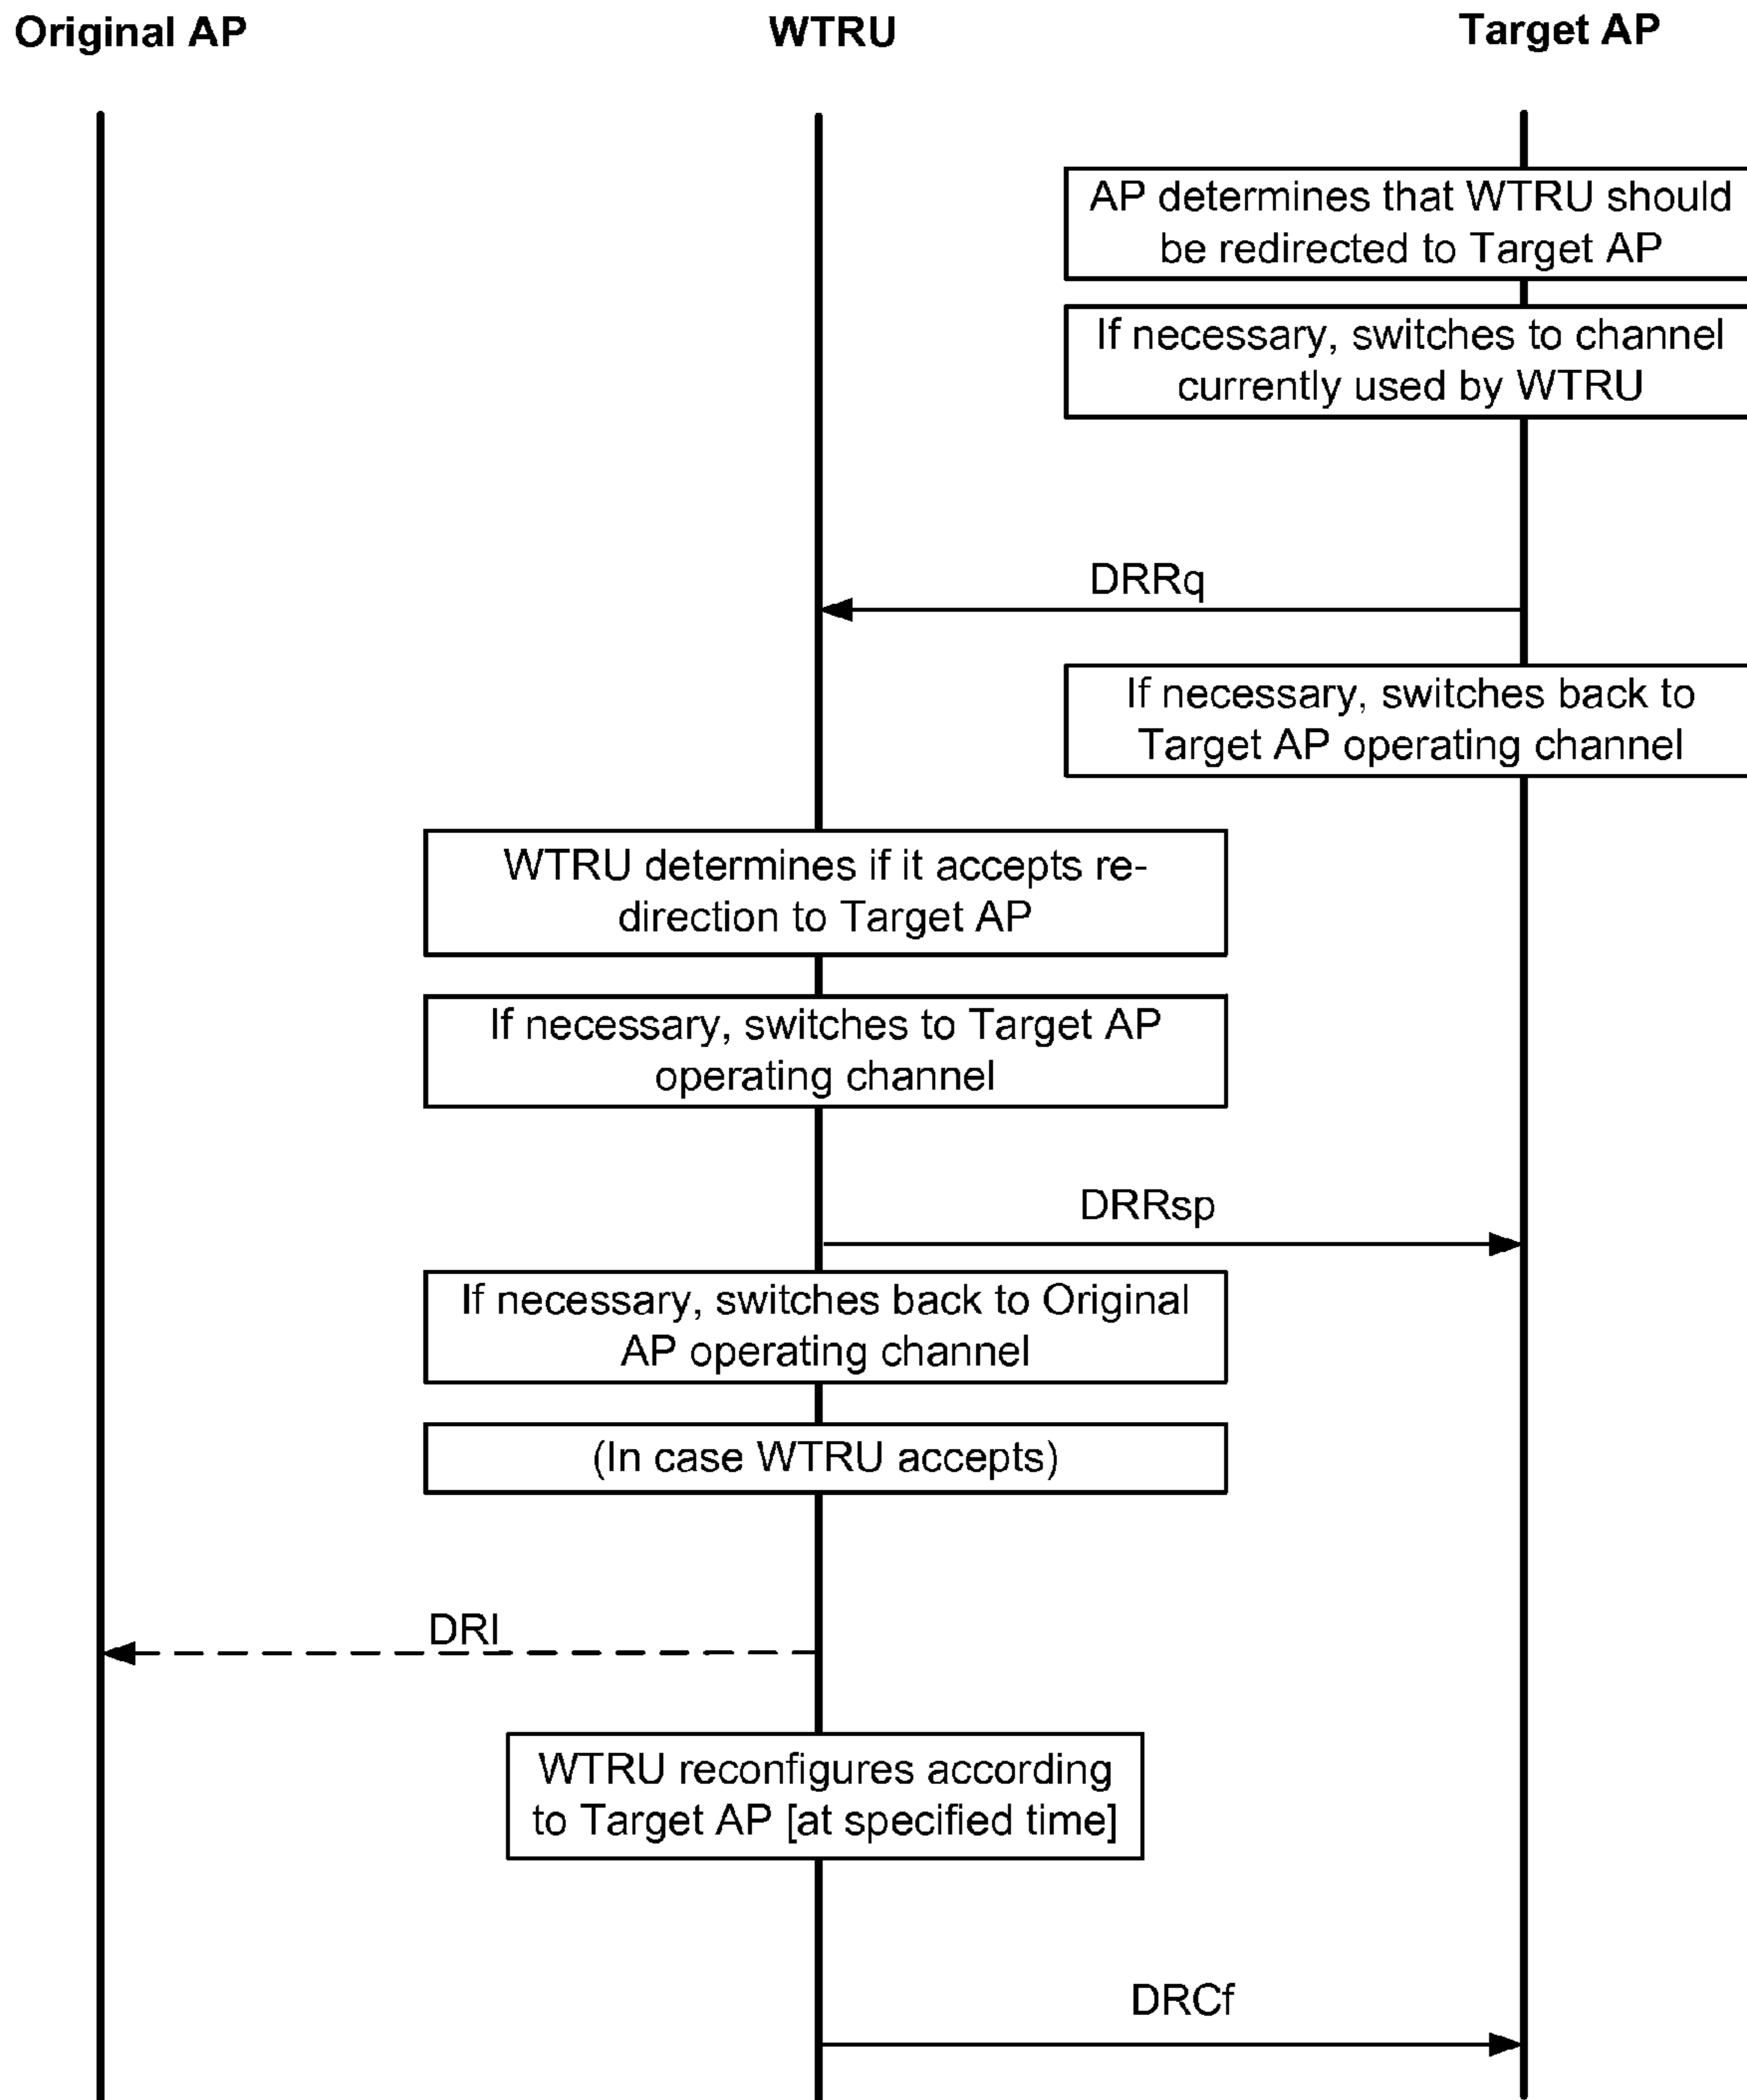 Original AP
WTRU
Target AP
AP determines that WTRU should
be redirected to Target AP
If necessary, switches to channel
currently used by WTRU
DRRq
If necessary, switches back to
Target AP operating channel
WTRU determines if it accepts re-
direction to Target AP
If necessary, switches to Target AP
operating channel
DRRsp
If necessary, switches back to Original
AP operating channel
(In case WTRU accepts)
DRI
WTRU reconfigures according
to Target AP [at specified time]
DRCf